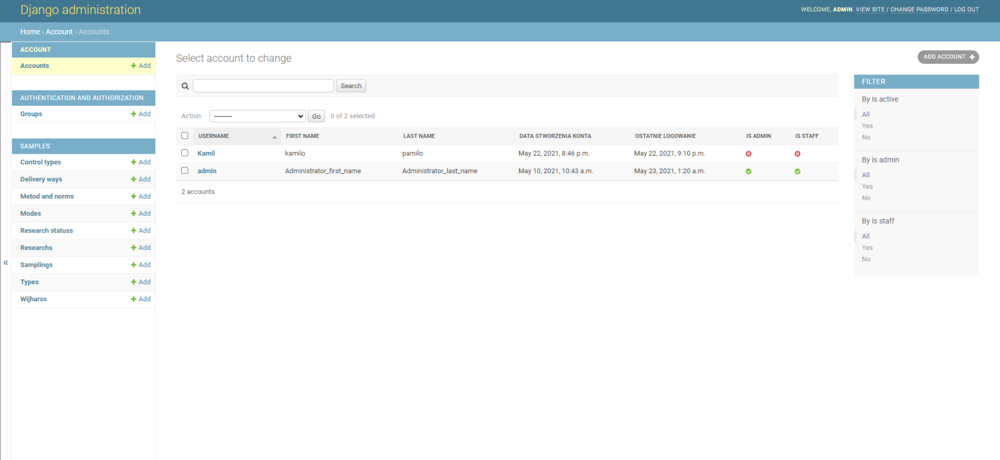 Django administration
WELCOME, ADMIN. VIEW SITE / CHANGE PASSWORD / LOG OUT
Home › Account › Accounts
ACCOUNT
Accounts + Add
AUTHENTICATION AND AUTHORIZATION
Groups + Add
SAMPLES
Control types + Add
Delivery ways + Add
Metod and norms + Add
Modes + Add
Research statuss + Add
Researchs + Add
Samplings + Add
Types + Add
Wijharss + Add
«
Select account to change
ADD ACCOUNT +
Search
Action: --------- Go 0 of 2 selected
USERNAME FIRST NAME LAST NAME DATA STWORZENIA KONTA OSTATNIE LOGOWANIE IS ADMIN IS STAFF
Kamil kamilo pamilo May 22, 2021, 8:46 p.m. May 22, 2021, 9:10 p.m.
admin Administrator_first_name Administrator_last_name May 10, 2021, 10:43 a.m. May 23, 2021, 1:20 a.m.
2 accounts
FILTER
By is active
All
Yes
No
By is admin
All
Yes
No
By is staff
All
Yes
No